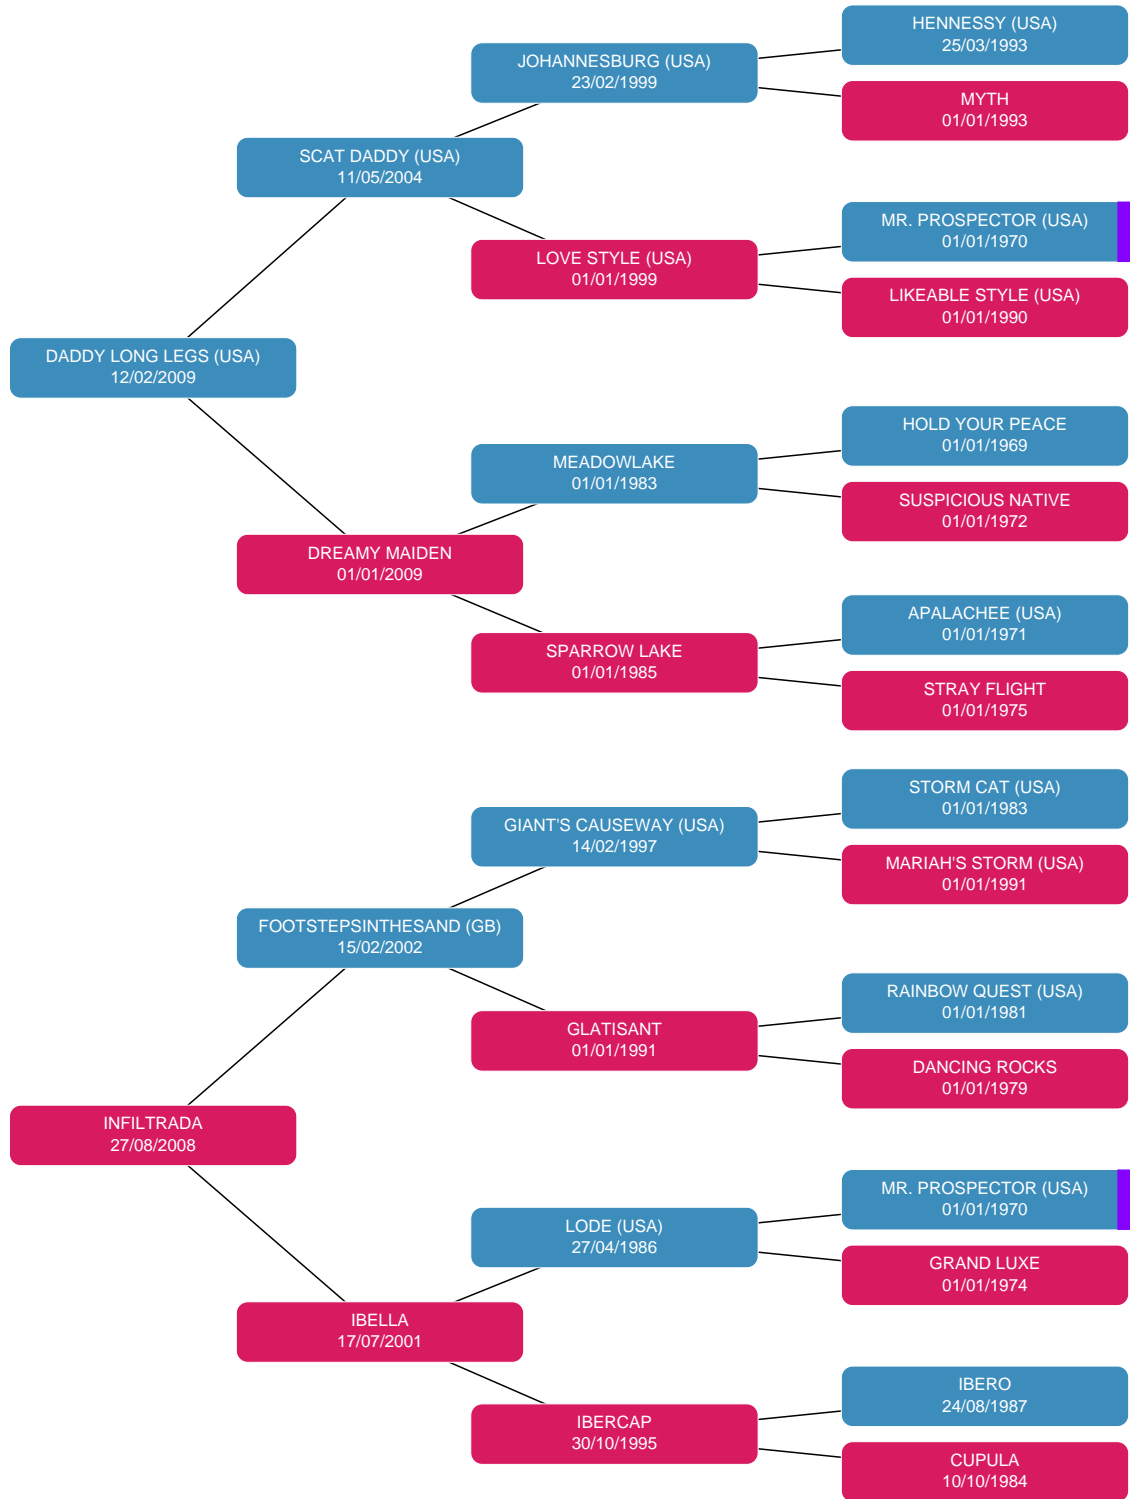 HENNESSY (USA)
25/03/1993
JOHANNESBURG (USA)
23/02/1999
MYTH
01/01/1993
SCAT DADDY (USA)
11/05/2004
MR. PROSPECTOR (USA)
01/01/1970
LOVE STYLE (USA)
01/01/1999
LIKEABLE STYLE (USA)
01/01/1990
DADDY LONG LEGS (USA)
12/02/2009
HOLD YOUR PEACE
01/01/1969
MEADOWLAKE
01/01/1983
SUSPICIOUS NATIVE
01/01/1972
DREAMY MAIDEN
01/01/2009
APALACHEE (USA)
01/01/1971
SPARROW LAKE
01/01/1985
STRAY FLIGHT
01/01/1975
STORM CAT (USA)
01/01/1983
GIANT'S CAUSEWAY (USA)
14/02/1997
MARIAH'S STORM (USA)
01/01/1991
FOOTSTEPSINTHESAND (GB)
15/02/2002
RAINBOW QUEST (USA)
01/01/1981
GLATISANT
01/01/1991
DANCING ROCKS
01/01/1979
INFILTRADA
27/08/2008
MR. PROSPECTOR (USA)
01/01/1970
LODE (USA)
27/04/1986
GRAND LUXE
01/01/1974
IBELLA
17/07/2001
IBERO
24/08/1987
IBERCAP
30/10/1995
CUPULA
10/10/1984